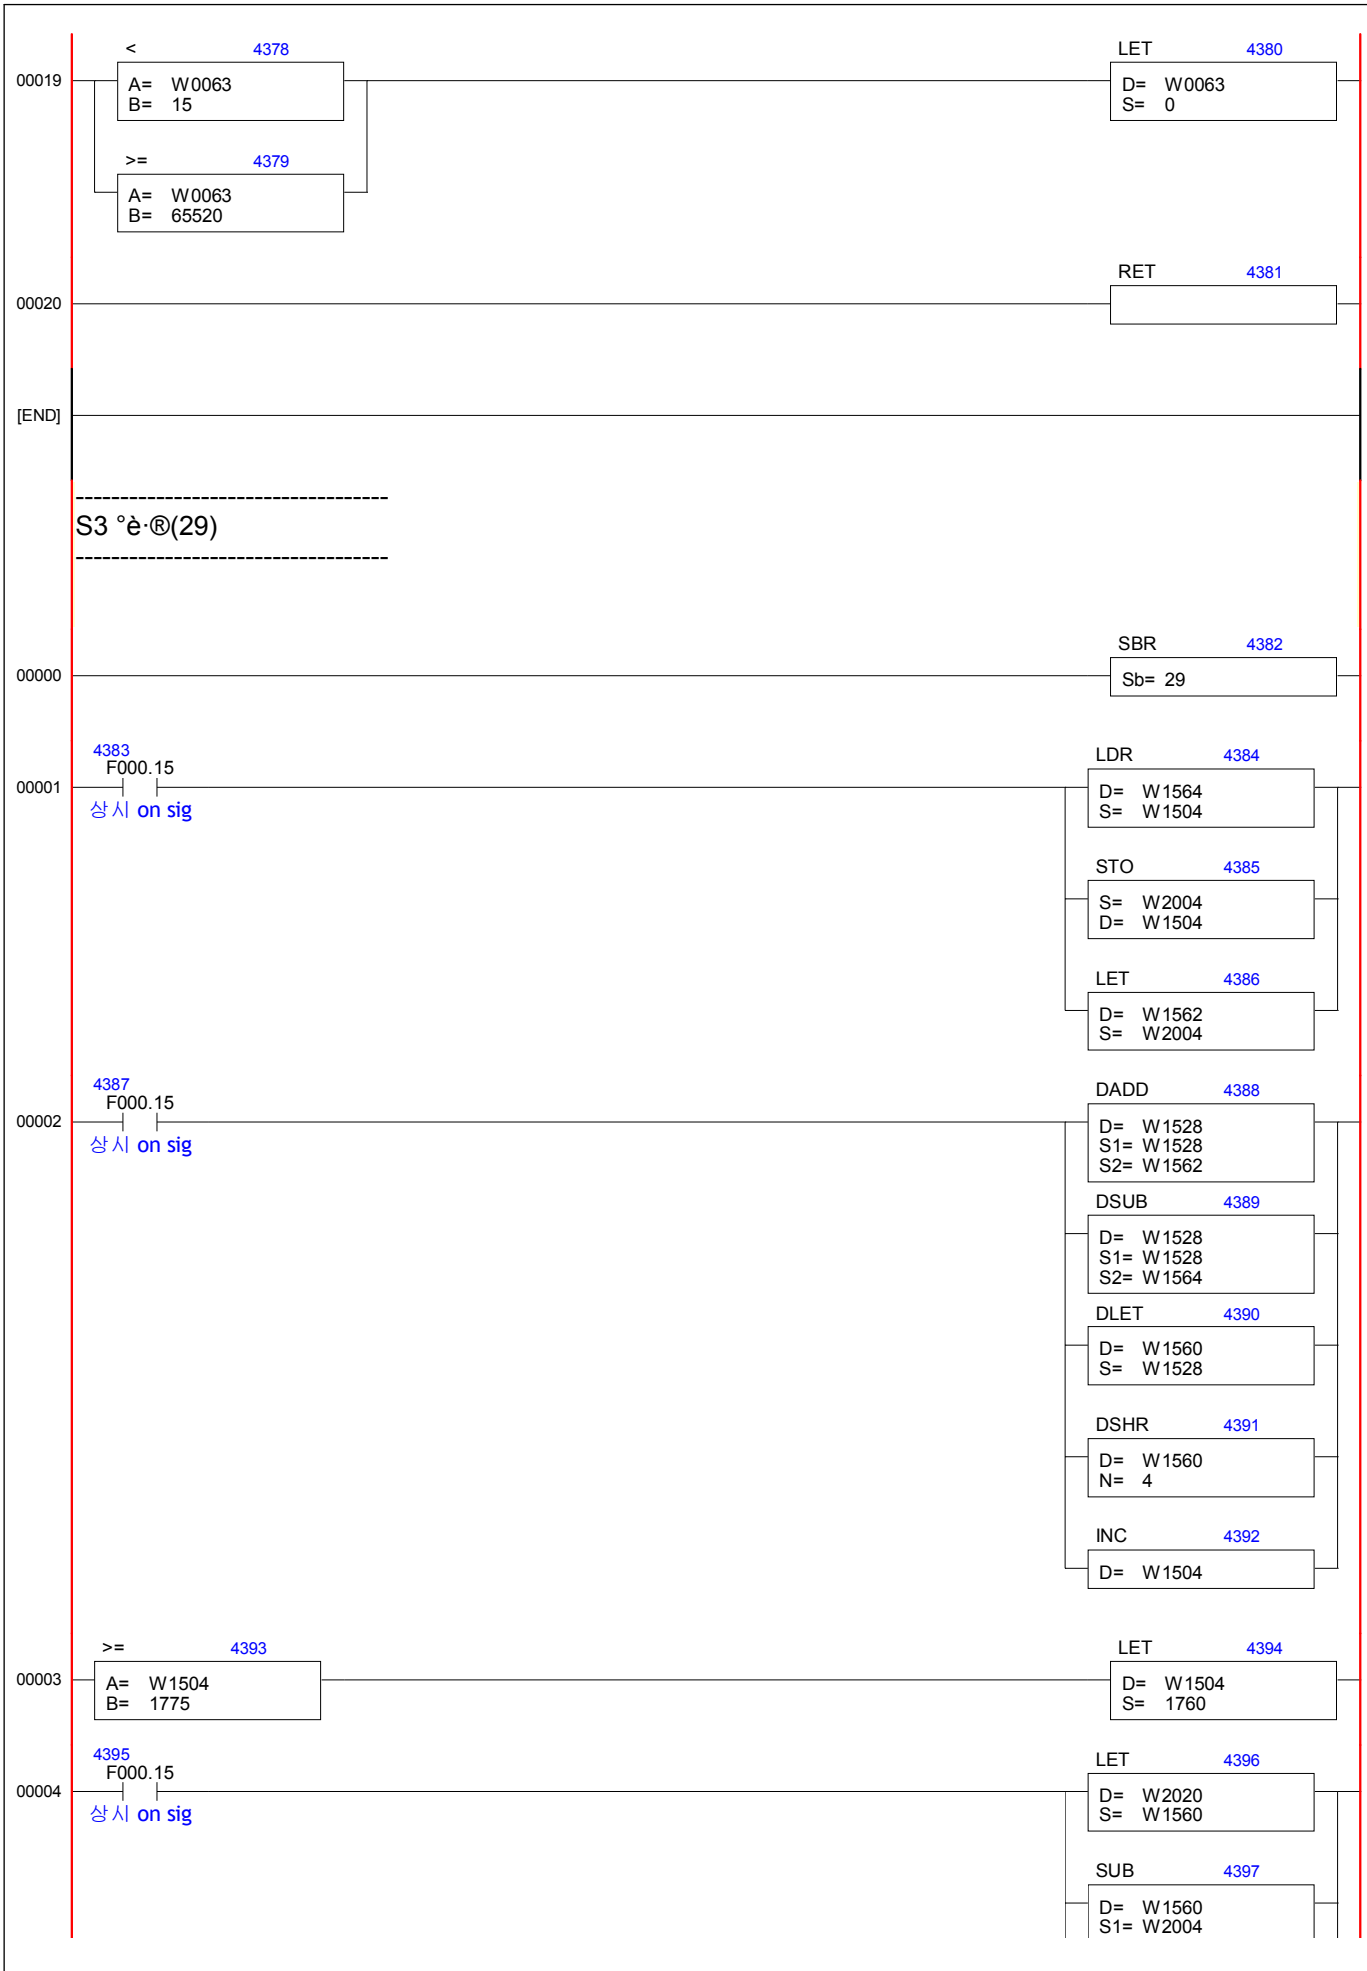 < 4378
LET 4380
00019
A= W0063
B= 15
D= W0063
S= 0
>= 4379
A= W0063
B= 65520
RET 4381
00020
[END]
-----------------------------------
S3 °è·®(29)
-----------------------------------
SBR 4382
00000
Sb= 29
4383
F000.15
LDR 4384
00001
상시 on sig
D= W1564
S= W1504
STO 4385
S= W2004
D= W1504
LET 4386
D= W1562
S= W2004
4387
F000.15
DADD 4388
00002
상시 on sig
D= W1528
S1= W1528
S2= W1562
DSUB 4389
D= W1528
S1= W1528
S2= W1564
DLET 4390
D= W1560
S= W1528
DSHR 4391
D= W1560
N= 4
INC 4392
D= W1504
>= 4393
LET 4394
00003
A= W1504
B= 1775
D= W1504
S= 1760
4395
F000.15
LET 4396
00004
상시 on sig
D= W2020
S= W1560
SUB 4397
D= W1560
S1= W2004